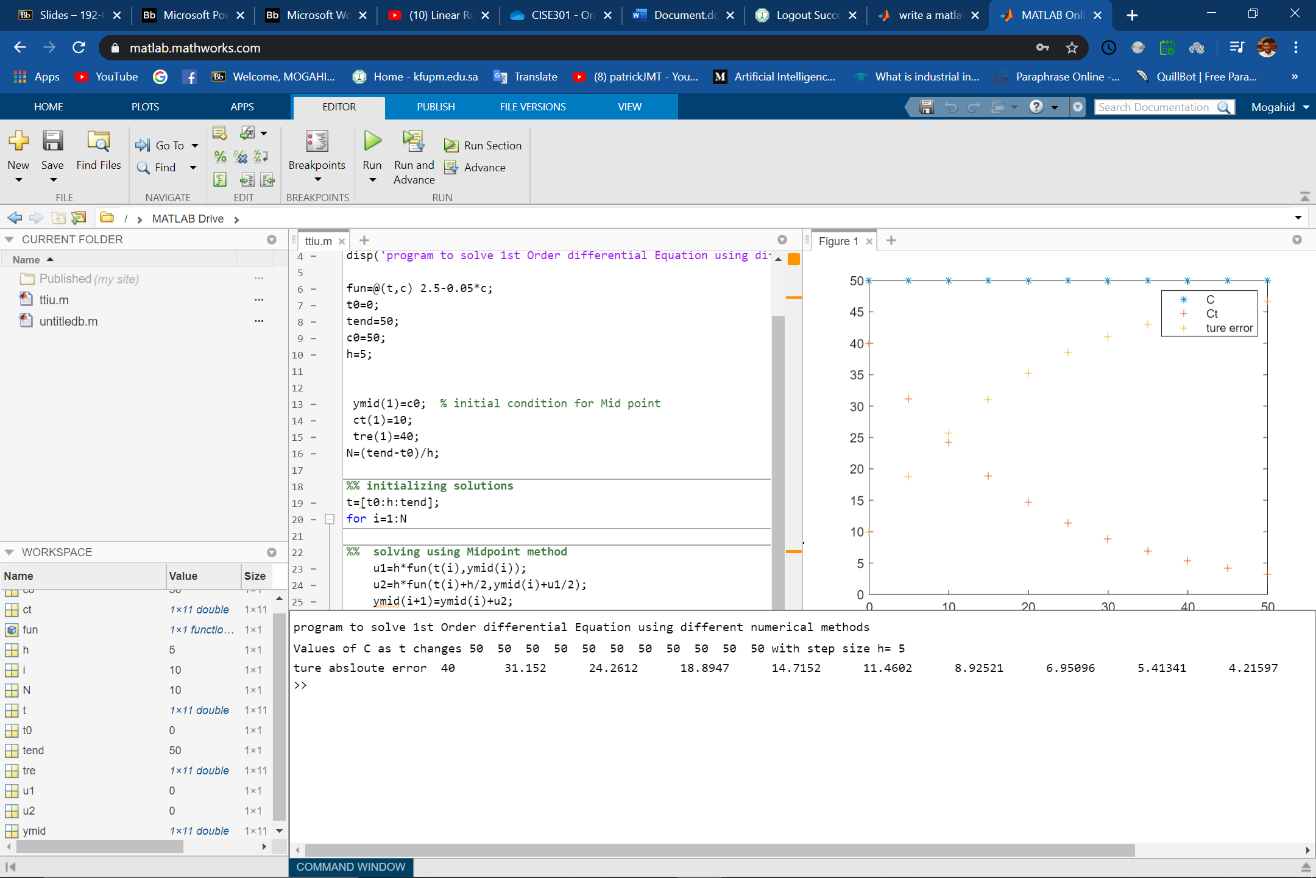 Slides – 192-
Microsoft Po
Microsoft Wo
(10) Linear R
CISE301 - On
Document.do
Logout Succe
write a matla
MATLAB Onl
matlab.mathworks.com
Apps
YouTube
Welcome, MOGAHI...
Home - kfupm.edu.sa
Translate
(8) patrickJMT - You...
Artificial Intelligenc...
What is industrial in...
Paraphrase Online -...
QuillBot | Free Para...
»
HOME
PLOTS
APPS
EDITOR
PUBLISH
FILE VERSIONS
VIEW
Search Documentation
Mogahid
New
Save
Find Files
Go To
Find
Breakpoints
Run
Run and
Advance
Run Section
Advance
FILE
NAVIGATE
EDIT
BREAKPOINTS
RUN
/ › MATLAB Drive ›
CURRENT FOLDER
Name
Published (my site)
ttiu.m
untitledb.m
WORKSPACE
Name Value Size
ct 1×11 double 1×11
fun 1×1 functio... 1×1
h 5 1×1
i 10 1×1
N 10 1×1
t 1×11 double 1×11
t0 0 1×1
tend 50 1×1
tre 1×11 double 1×11
u1 0 1×1
u2 0 1×1
ymid 1×11 double 1×11
ttiu.m
4 – disp('program to solve 1st Order differential Equation using di
5
6 – fun=@(t,c) 2.5-0.05*c;
7 – t0=0;
8 – tend=50;
9 – c0=50;
10 – h=5;
11
12
13 – ymid(1)=c0; % initial condition for Mid point
14 – ct(1)=10;
15 – tre(1)=40;
16 – N=(tend-t0)/h;
17
18 %% initializing solutions
19 – t=[t0:h:tend];
20 – for i=1:N
21
22 %% solving using Midpoint method
23 – u1=h*fun(t(i),ymid(i));
24 – u2=h*fun(t(i)+h/2,ymid(i)+u1/2);
25 – ymid(i+1)=ymid(i)+u2;
Figure 1
50
45
40
35
30
25
20
15
10
5
0
0 10 20 30 40 50
C
Ct
ture error
program to solve 1st Order differential Equation using different numerical methods
Values of C as t changes 50 50 50 50 50 50 50 50 50 50 50 with step size h= 5
ture absloute error 40 31.152 24.2612 18.8947 14.7152 11.4602 8.92521 6.95096 5.41341 4.21597
>>
COMMAND WINDOW